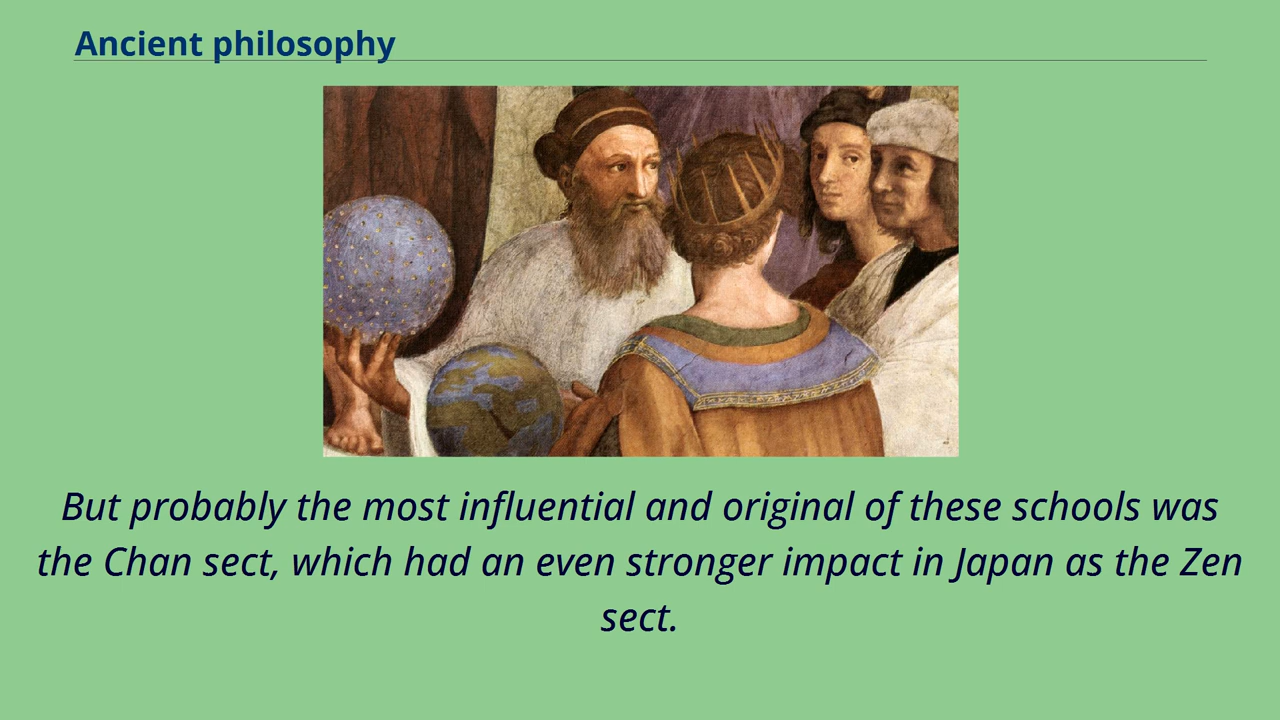 Ancient philosophy
But probably the most influential and original of these schools was
the Chan sect, which had an even stronger impact in Japan as the Zen
sect.